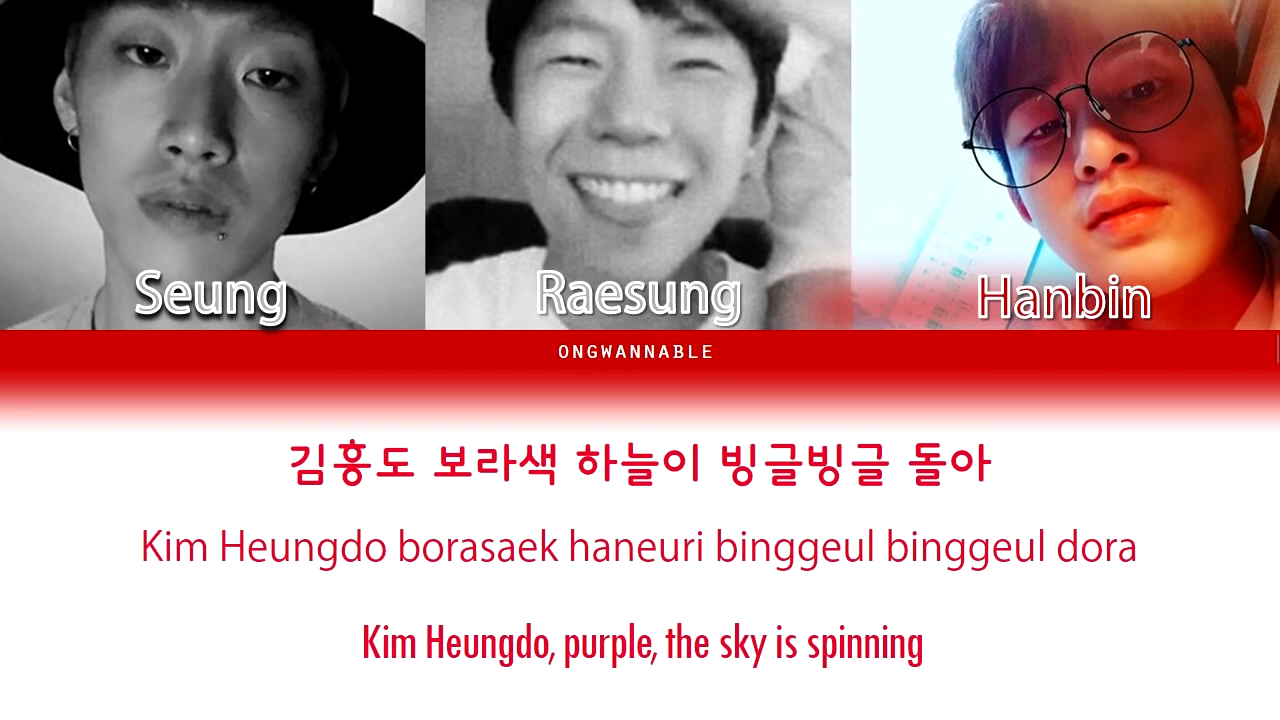 Seung Raesung Hanbin
ONGWANNABLE
김흥도 보라색 하늘이 빙글빙글 돌아
Kim Heungdo borasaek haneuri binggeul binggeul dora
Kim Heungdo, purple, the sky is spinning